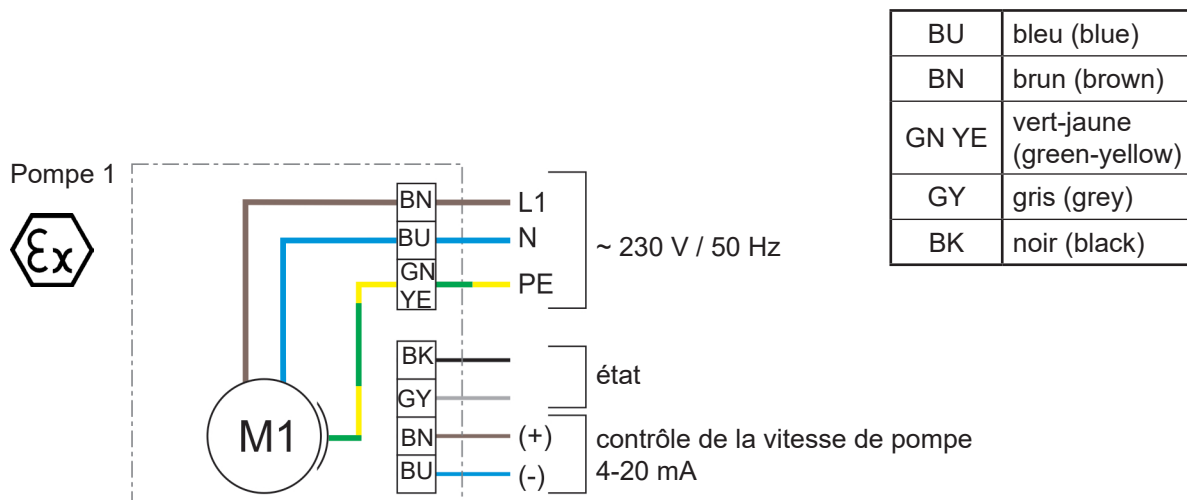 BU bleu (blue)
BN brun (brown)
GN YE vert-jaune
(green-yellow)
GY gris (grey)
BK noir (black)
Pompe 1
Ex
BN L1
BU N
GN
YE PE
~ 230 V / 50 Hz
BK
GY
état
BN (+)
BU (-)
contrôle de la vitesse de pompe
4-20 mA
M1